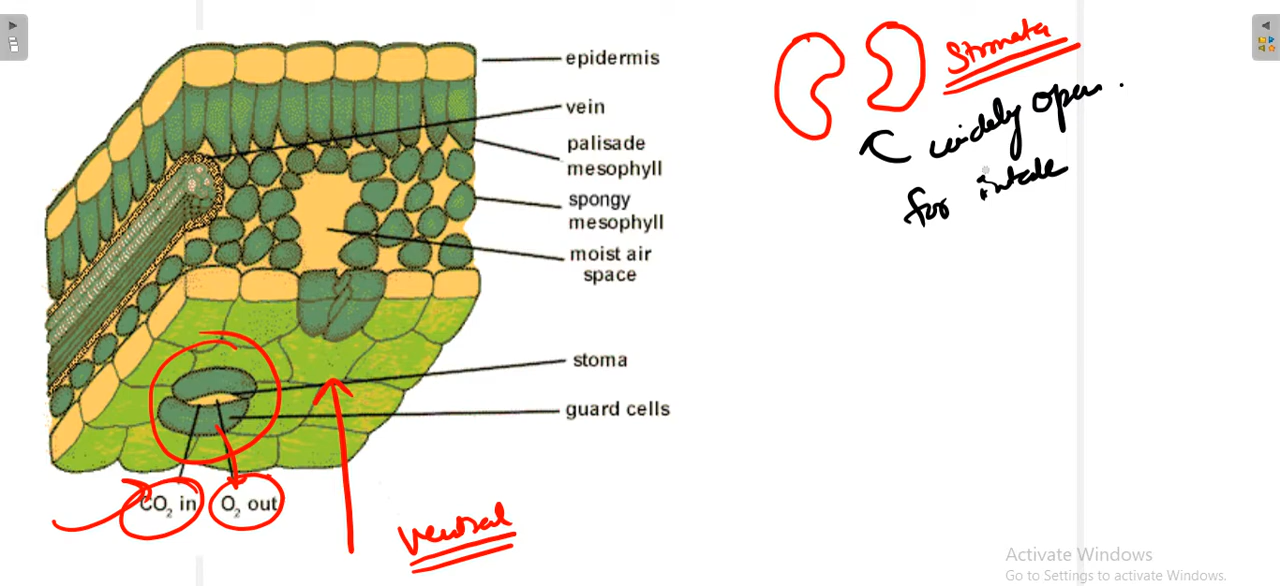 epidermis
vein
palisade
mesophyll
spongy
mesophyll
moist air
space
stoma
guard cells
CO2 in
O2 out
ventral
Stomata
widely open.
for intake
Activate Windows
Go to Settings to activate Windows.